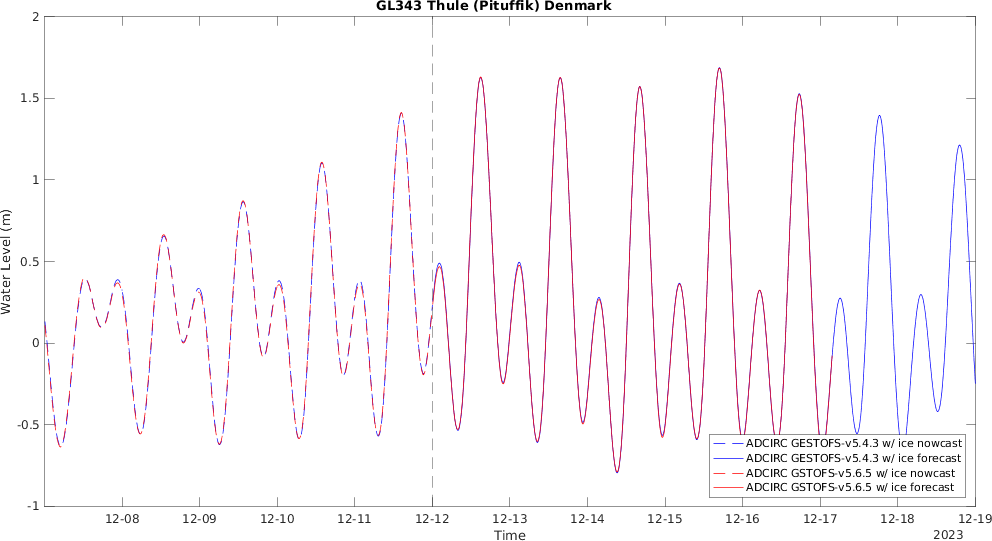 GL343 Thule (Pituffik) Denmark
Water Level (m)
2
1.5
1
0.5
0
-0.5
-1
ADCIRC GESTOFS-v5.4.3 w/ ice nowcast
ADCIRC GESTOFS-v5.4.3 w/ ice forecast
ADCIRC GSTOFS-v5.6.5 w/ ice nowcast
ADCIRC GSTOFS-v5.6.5 w/ ice forecast
12-08 12-09 12-10 12-11 12-12 12-13 12-14 12-15 12-16 12-17 12-18 12-19
Time
2023